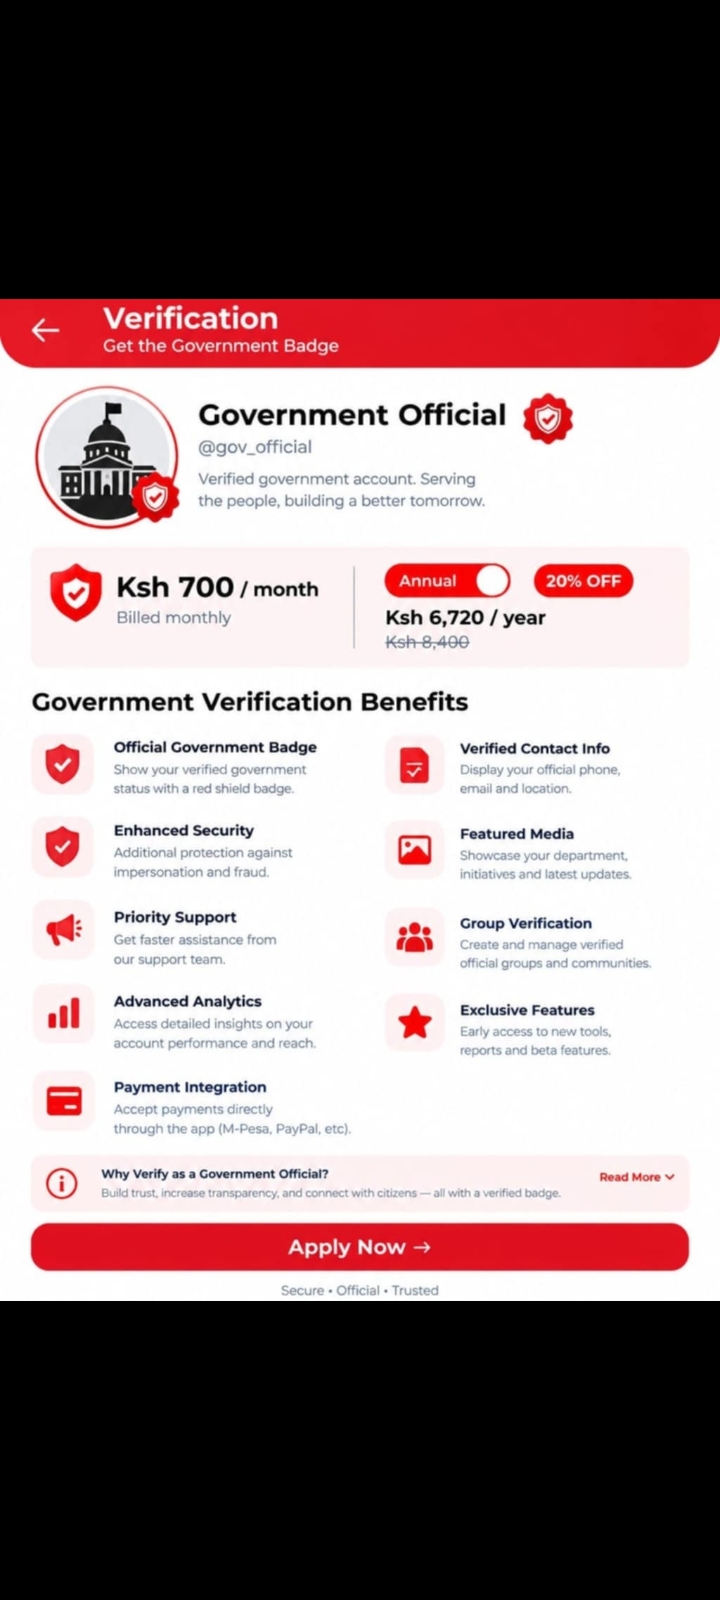 Verification
Get the Government Badge
Government Official
@gov_official
Verified government account. Serving
the people, building a better tomorrow.
Ksh 700 / month
Billed monthly
Annual
20% OFF
Ksh 6,720 / year
Ksh 8,400
Government Verification Benefits
Official Government Badge
Show your verified government
status with a red shield badge.
Verified Contact Info
Display your official phone,
email and location.
Enhanced Security
Additional protection against
impersonation and fraud.
Featured Media
Showcase your department,
initiatives and latest updates.
Priority Support
Get faster assistance from
our support team.
Group Verification
Create and manage verified
official groups and communities.
Advanced Analytics
Access detailed insights on your
account performance and reach.
Exclusive Features
Early access to new tools,
reports and beta features.
Payment Integration
Accept payments directly
through the app (M-Pesa, PayPal, etc).
Why Verify as a Government Official?
Read More
Build trust, increase transparency, and connect with citizens — all with a verified badge.
Apply Now →
Secure • Official • Trusted